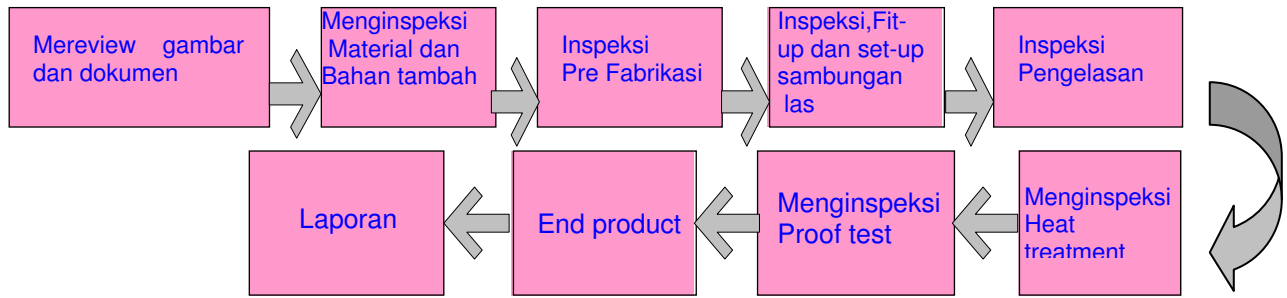 Mereview gambar
dan dokumen
Menginspeksi
Material dan
Bahan tambah
Inspeksi
Pre Fabrikasi
Inspeksi,Fit-
up dan set-up
sambungan
las
Inspeksi
Pengelasan
Menginspeksi
Heat
treatment
Menginspeksi
Proof test
End product
Laporan